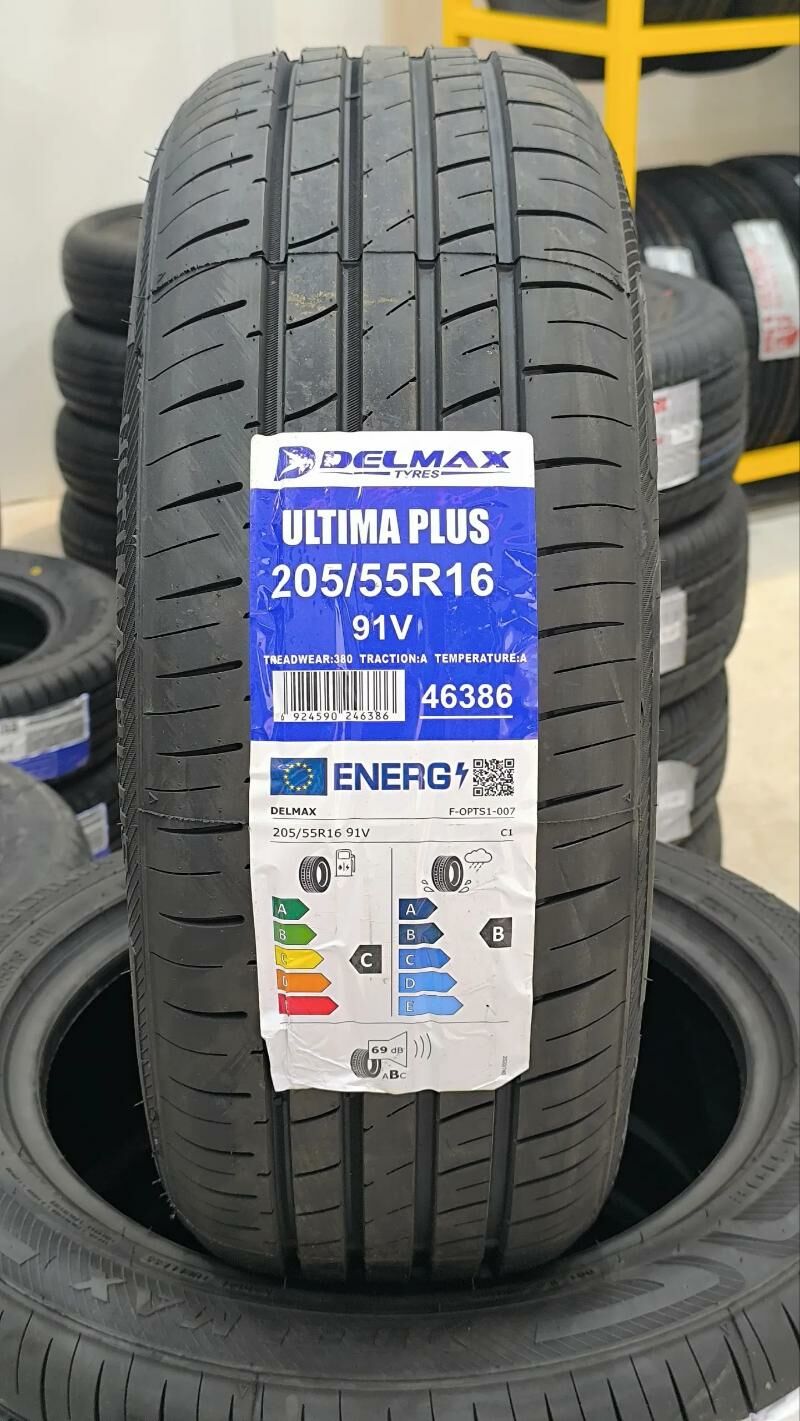 DELMAX
TYRES
ULTIMA PLUS
205/55R16
91V
TREADWEAR:380 TRACTION:A TEMPERATURE:A
6 924590 246386
46386
ENERG
DELMAX F-OPTS1-007
205/55R16 91V C1
A
B
C
D
E
C
A
B
C
D
E
B
69 dB
ABC